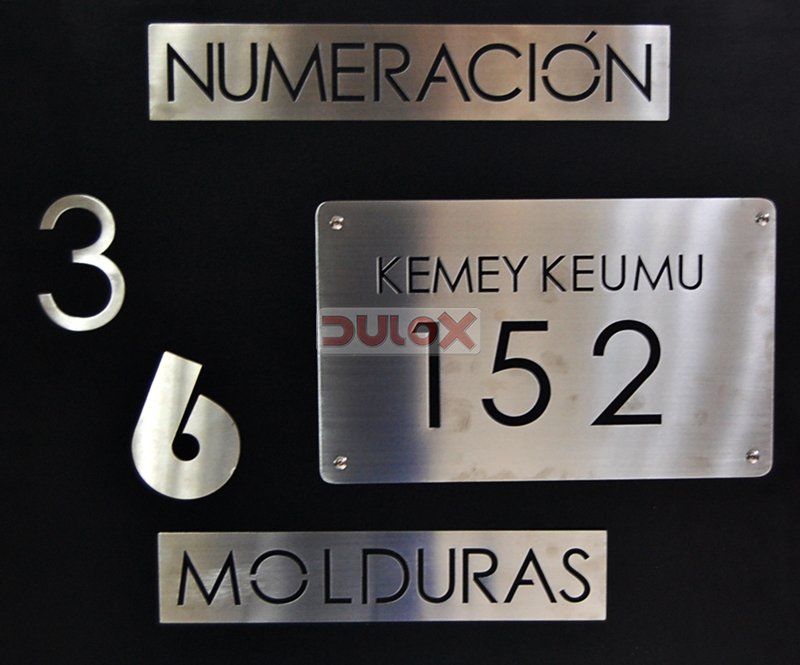 NUMERACIÓN
3
KEMEY KEUMU
DULOX
152
6
MOLDURAS